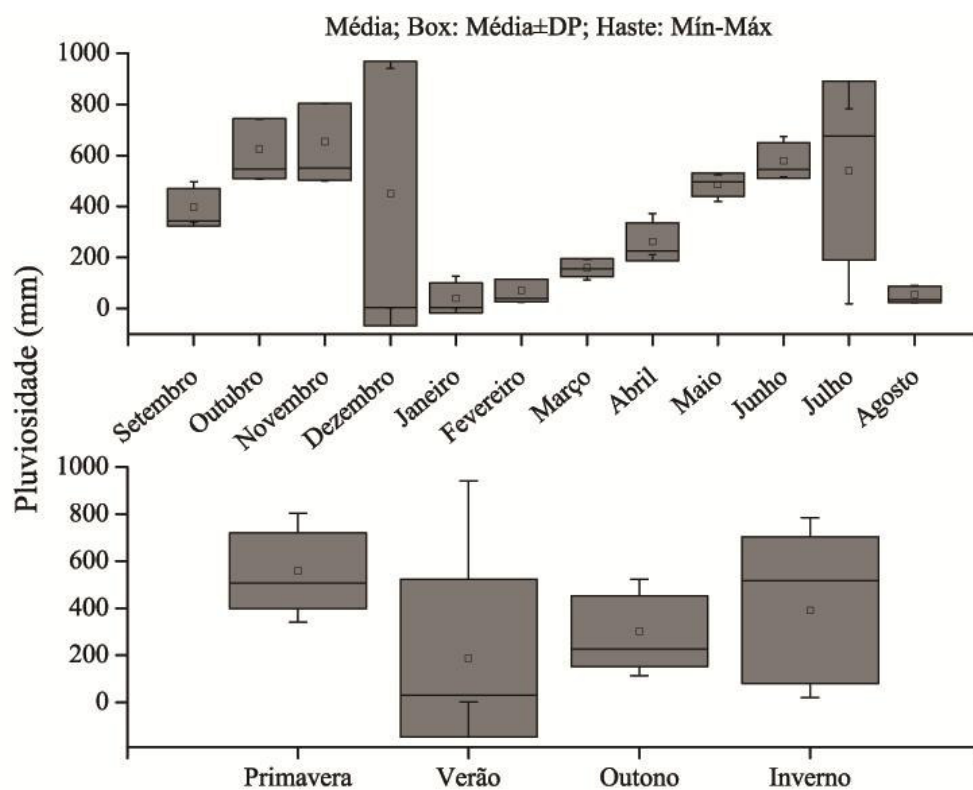 Média; Box: Média±DP; Haste: Mín-Máx
Pluviosidade (mm)
1000
800
600
400
200
0
Setembro
Outubro
Novembro
Dezembro
Janeiro
Fevereiro
Março
Abril
Maio
Junho
Julho
Agosto
1000
800
600
400
200
0
Primavera
Verão
Outono
Inverno